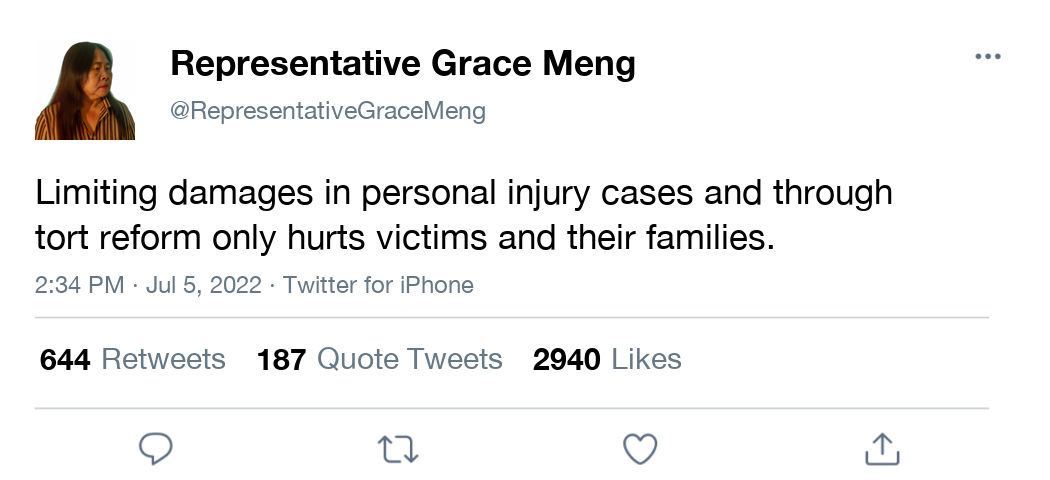 Representative Grace Meng
@RepresentativeGraceMeng
Limiting damages in personal injury cases and through
tort reform only hurts victims and their families.
2:34 PM · Jul 5, 2022 · Twitter for iPhone
644 Retweets 187 Quote Tweets 2940 Likes